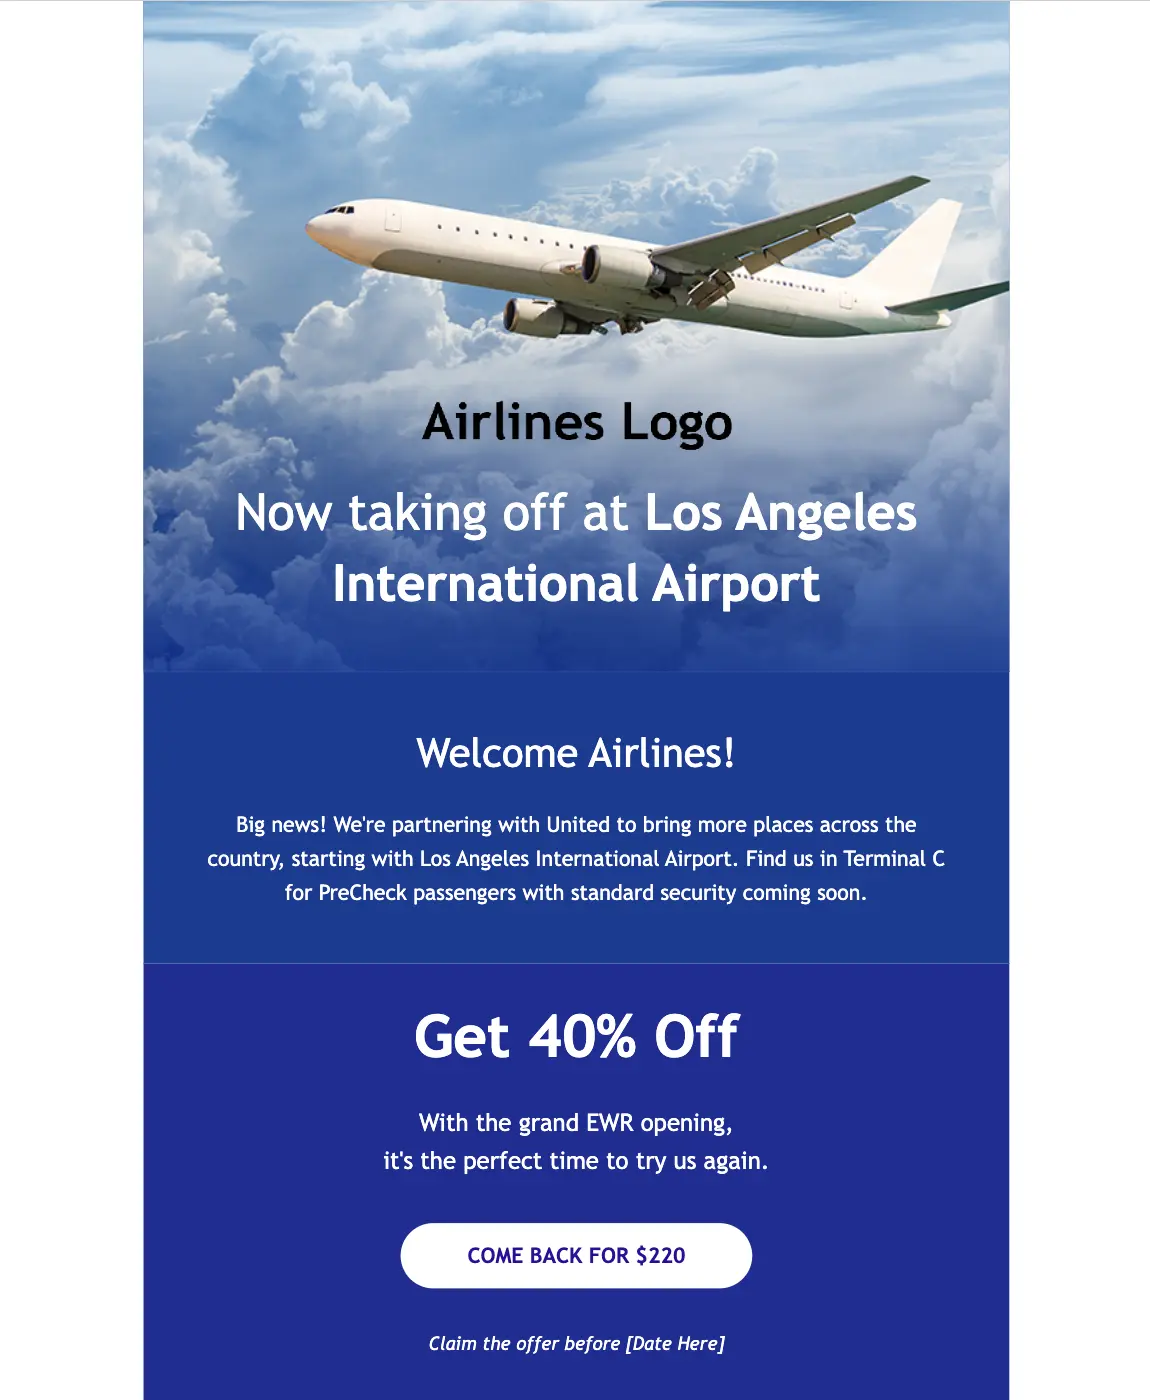 Airlines Logo
Now taking off at Los Angeles
International Airport
Welcome Airlines!
Big news! We're partnering with United to bring more places across the
country, starting with Los Angeles International Airport. Find us in Terminal C
for PreCheck passengers with standard security coming soon.
Get 40% Off
With the grand EWR opening,
it's the perfect time to try us again.
COME BACK FOR $220
Claim the offer before [Date Here]